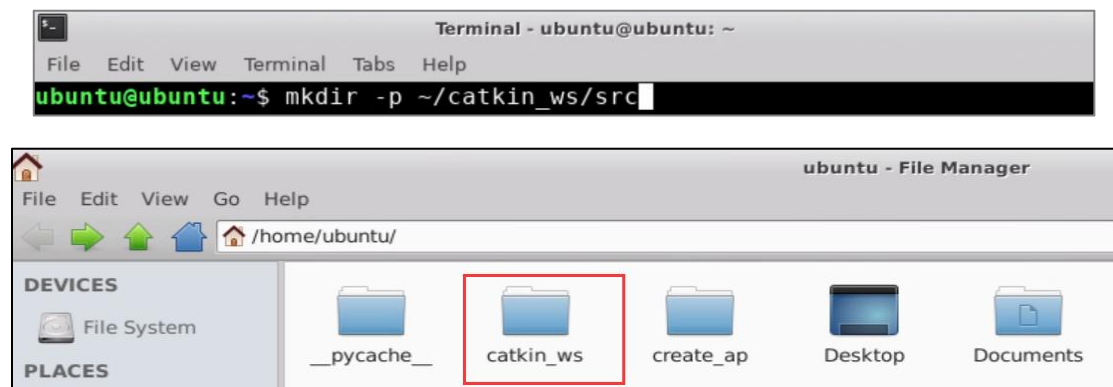 Terminal - ubuntu@ubuntu: ~
File Edit View Terminal Tabs Help
ubuntu@ubuntu:~$ mkdir -p ~/catkin_ws/src
ubuntu - File Manager
File Edit View Go Help
/home/ubuntu/
DEVICES
File System
PLACES
__pycache__ catkin_ws create_ap Desktop Documents